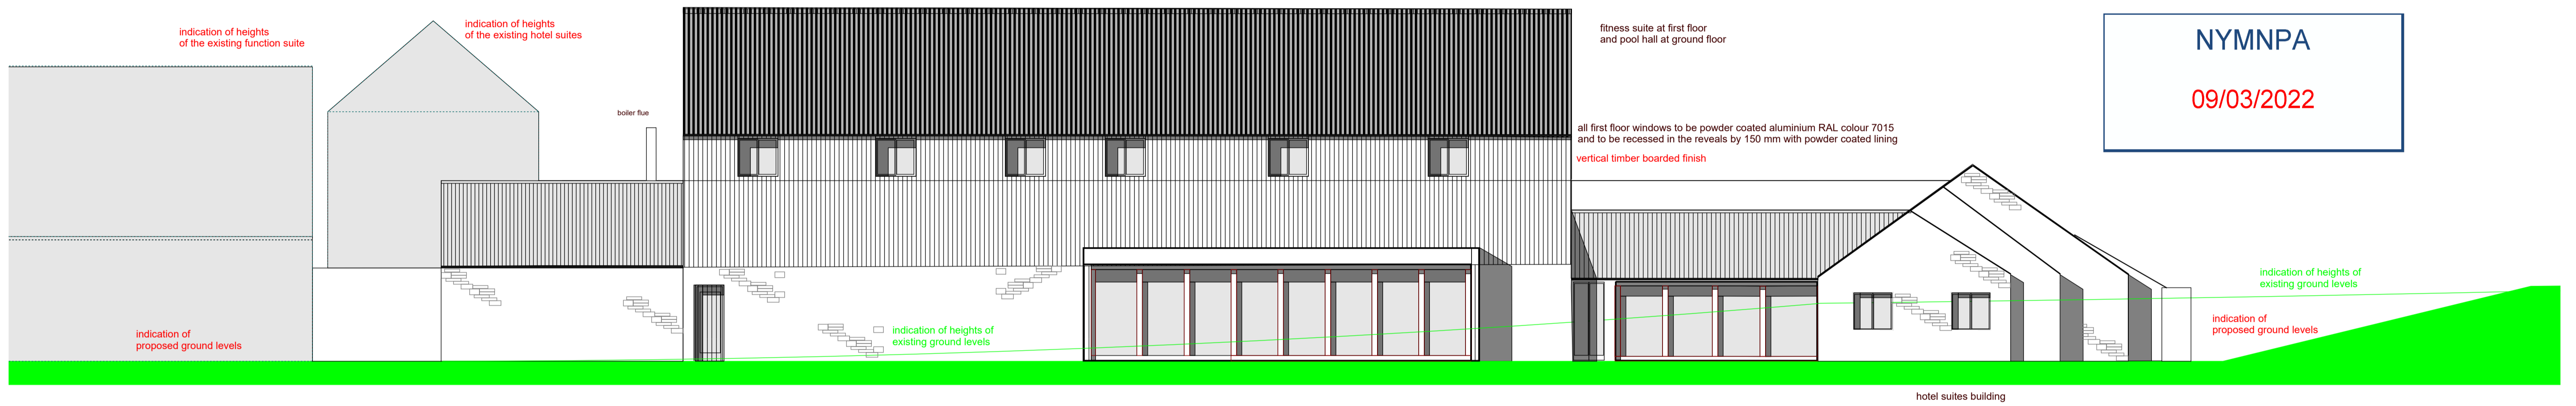 indication of heights
of the existing function suite
indication of heights
of the existing hotel suites
boiler flue
fitness suite at first floor
and pool hall at ground floor
NYMNPA
09/03/2022
all first floor windows to be powder coated aluminium RAL colour 7015
and to be recessed in the reveals by 150 mm with powder coated lining
vertical timber boarded finish
indication of heights of
existing ground levels
indication of
proposed ground levels
indication of heights of
existing ground levels
indication of
proposed ground levels
hotel suites building